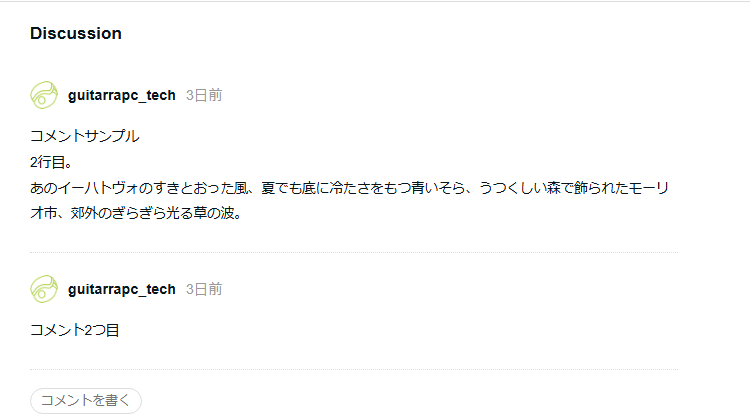 Discussion
guitarrapc_tech 3日前
コメントサンプル
2行目。
あのイーハトヴォのすきとおった風、夏でも底に冷たさをもつ青いそら、うつくしい森で飾られたモーリ
オ市、郊外のぎらぎら光る草の波。
guitarrapc_tech 3日前
コメント2つ目
コメントを書く